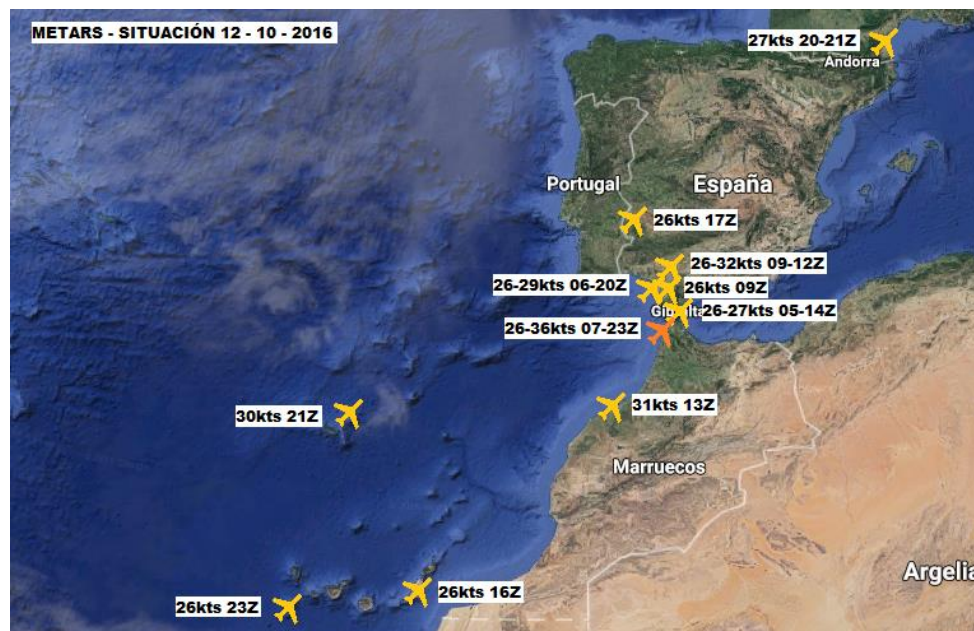 METARS - SITUACIÓN 12 - 10 - 2016
27kts 20-21Z
Andorra
Portugal
España
26kts 17Z
26-32kts 09-12Z
26-29kts 06-20Z
26kts 09Z
26-27kts 05-14Z
26-36kts 07-23Z
30kts 21Z
31kts 13Z
Marruecos
Argelia
26kts 16Z
26kts 23Z